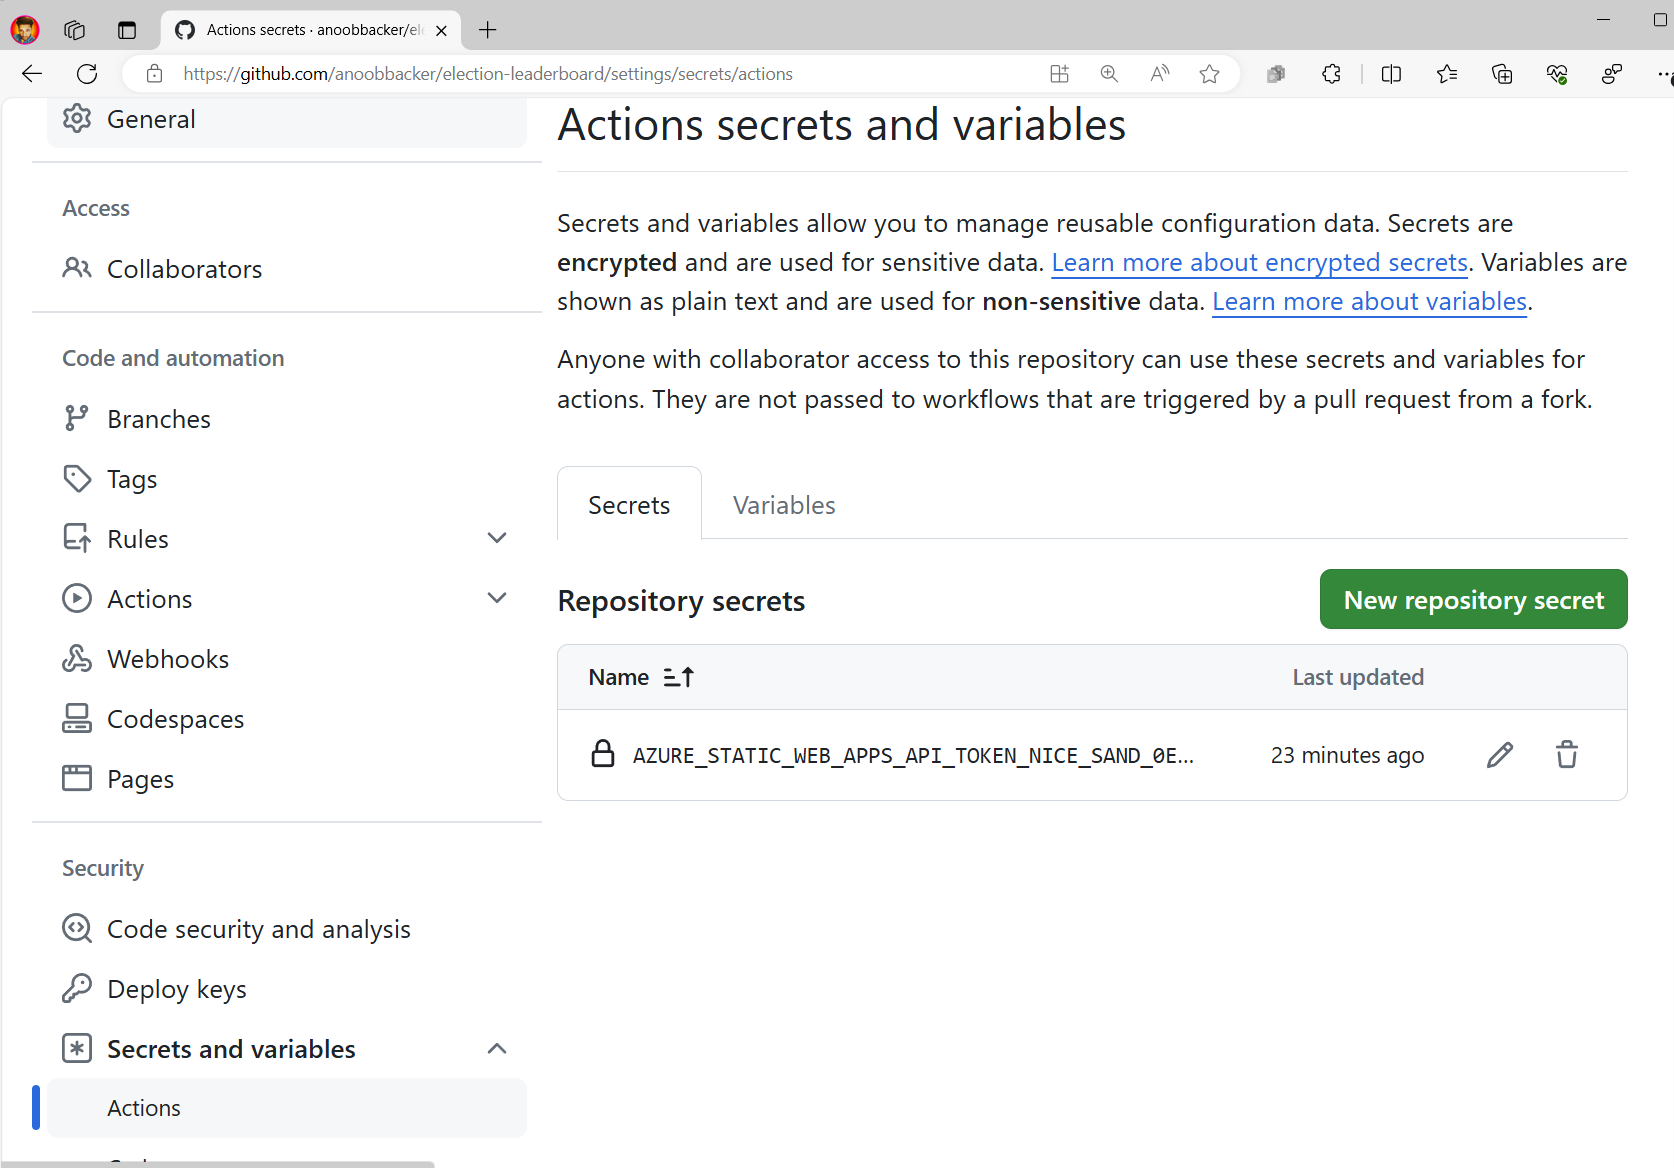 Actions secrets · anoobbacker/ele
https://github.com/anoobbacker/election-leaderboard/settings/secrets/actions
General
Access
Collaborators
Code and automation
Branches
Tags
Rules
Actions
Webhooks
Codespaces
Pages
Security
Code security and analysis
Deploy keys
Secrets and variables
Actions
Actions secrets and variables
Secrets and variables allow you to manage reusable configuration data. Secrets are
encrypted and are used for sensitive data. Learn more about encrypted secrets. Variables are
shown as plain text and are used for non-sensitive data. Learn more about variables.
Anyone with collaborator access to this repository can use these secrets and variables for
actions. They are not passed to workflows that are triggered by a pull request from a fork.
Secrets Variables
Repository secrets New repository secret
Name Last updated
AZURE_STATIC_WEB_APPS_API_TOKEN_NICE_SAND_0E... 23 minutes ago